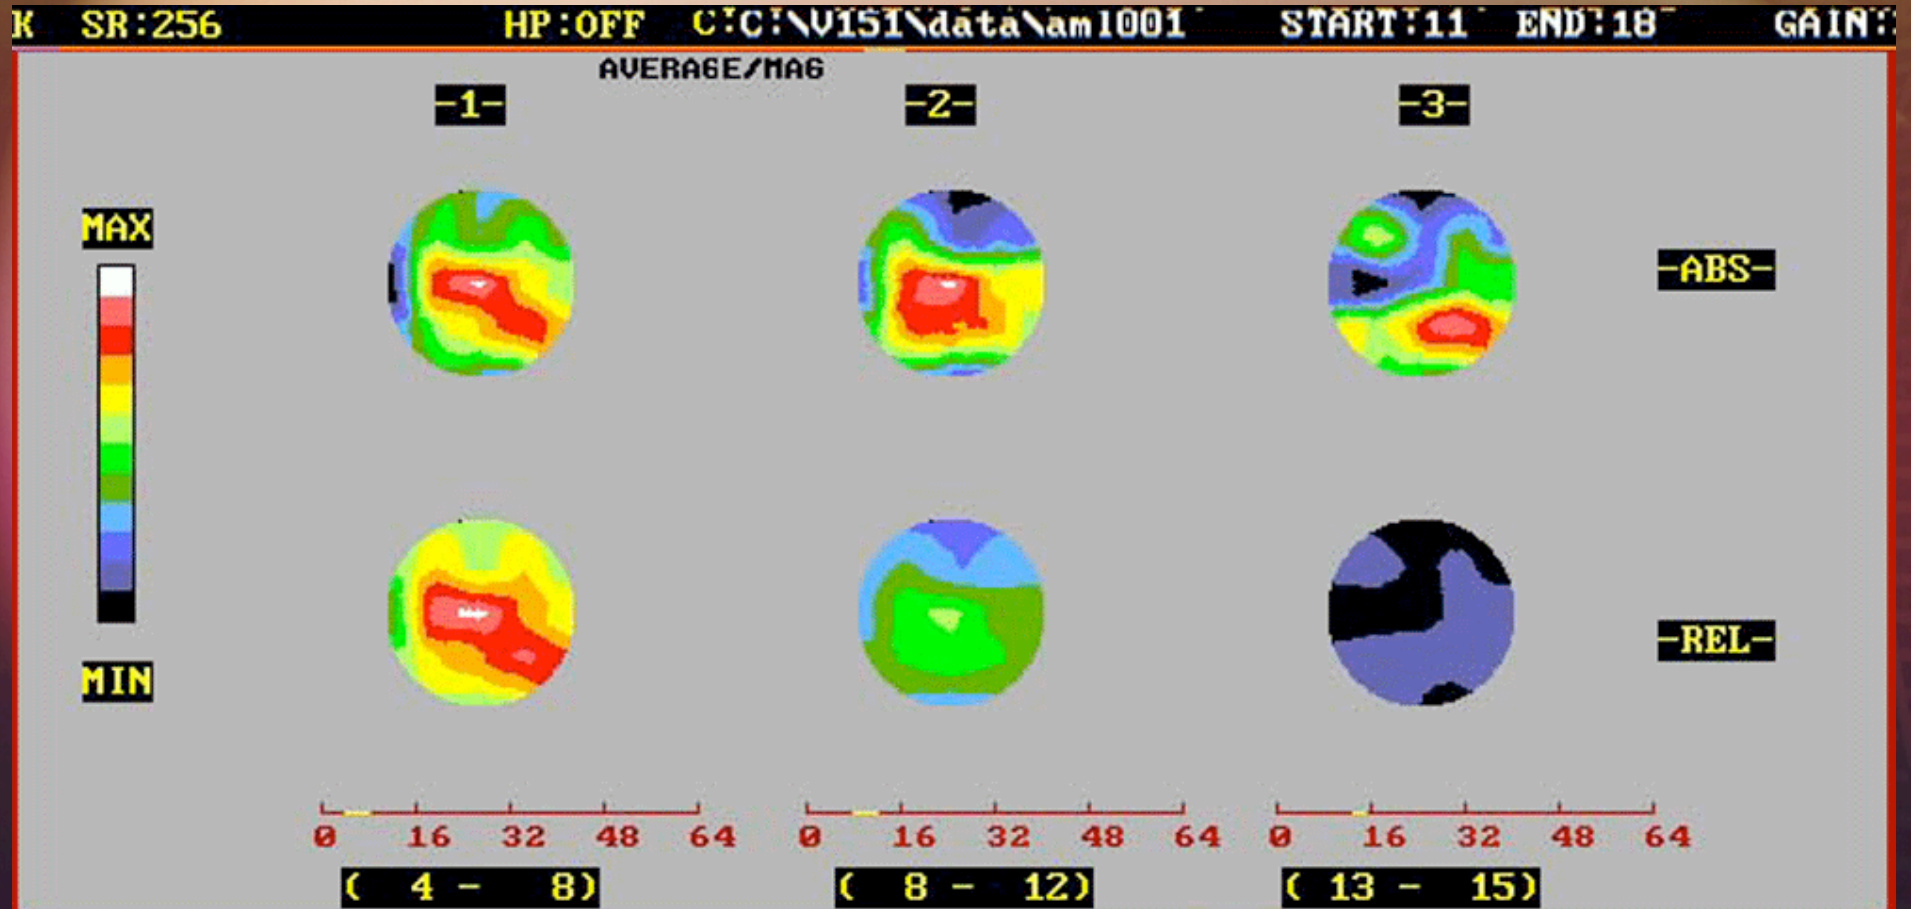 K SR:256 HP:OFF C:C:\V151\data\aml001 START:11 END:18 GAIN:
AVERAGE/MAG
-1- -2- -3-
MAX
-ABS-
MIN
-REL-
0 16 32 48 64 0 16 32 48 64 0 16 32 48 64
( 4 - 8) ( 8 - 12) ( 13 - 15)